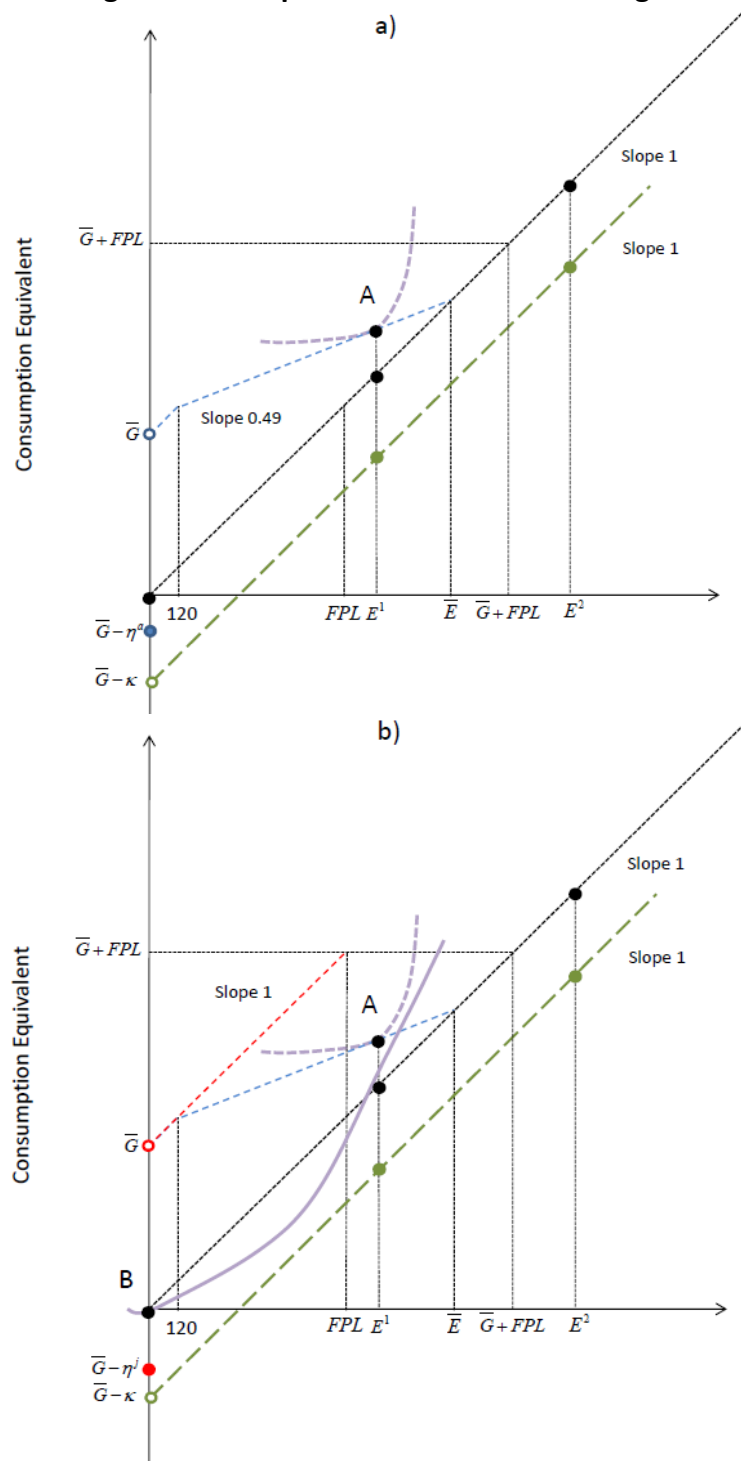 a)
Slope 1
G̅ + FPL
Slope 1
A
Consumption Equivalent
Slope 0.49
G̅
120
FPL E¹ E̅ G̅ + FPL E²
G̅ − ηᵃ
G̅ − κ
b)
Slope 1
G̅ + FPL
Slope 1
Slope 1
A
Consumption Equivalent
G̅
B
120
FPL E¹ E̅ G̅ + FPL E²
G̅ − ηʲ
G̅ − κ